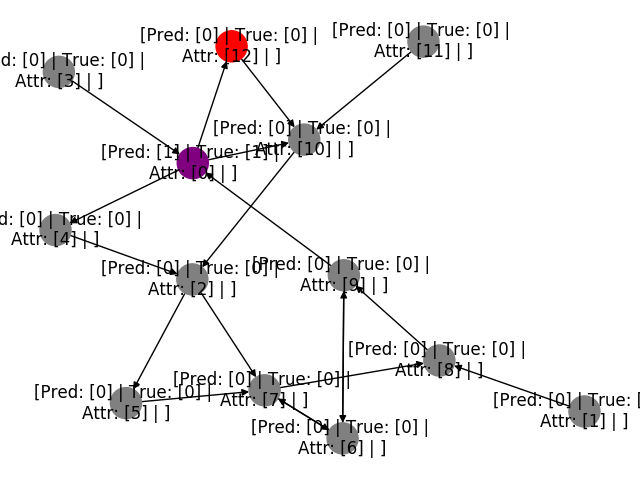 [Pred: [0] | True: [0] |
Attr: [12] | ]
[Pred: [0] | True: [0] |
Attr: [11] | ]
d: [0] | True: [0] |
Attr: [3] | ]
[Pred: [0] | True: [0] |
Attr: [10] | ]
[Pred: [1] | True: [1] |
Attr: [0] | ]
d: [0] | True: [0] |
Attr: [4] | ]
[Pred: [0] | True: [0] |
Attr: [2] | ]
[Pred: [0] | True: [0] |
Attr: [9] | ]
[Pred: [0] | True: [0] |
Attr: [8] | ]
[Pred: [0] | True: [0] |
Attr: [7] | ]
[Pred: [0] | True: [0] |
Attr: [5] | ]
[Pred: [0] | True: [
Attr: [1] | ]
[Pred: [0] | True: [0] |
Attr: [6] | ]